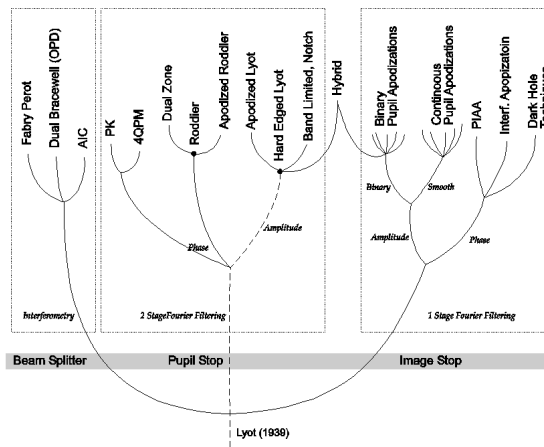 Fabry Perot
Dual Bracewell (OPD)
AIC
PK
4QPM
Dual Zone
Roddier
Apodized Roddier
Apodized Lyot
Hard Edged Lyot
Band Limited, Notch
Hybrid
Binary
Pupil Apodizations
Continous
Pupil Apodizations
PIAA
Interf. Apopizatoin
Dark Hole
Techniques
Binary
Smooth
Phase
Amplitude
Amplitude
Phase
Interferometry
2 StageFourier Filtering
1 Stage Fourier Filtering
Beam Splitter
Pupil Stop
Image Stop
Lyot (1939)